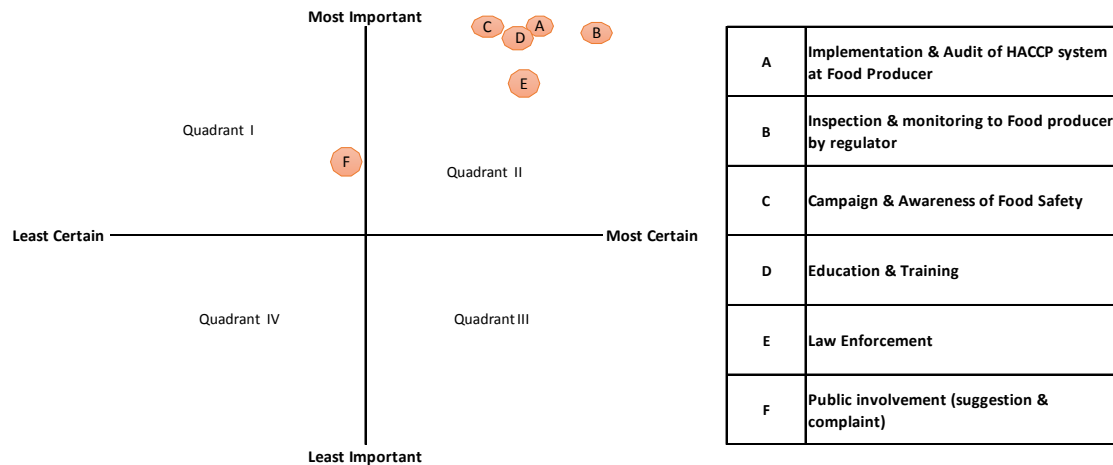 Most Important
C
A
D
B
E
Quadrant I
F
Quadrant II
Least Certain
Most Certain
Quadrant IV
Quadrant III
Least Important
A
Implementation & Audit of HACCP system
at Food Producer
B
Inspection & monitoring to Food producer
by regulator
C
Campaign & Awareness of Food Safety
D
Education & Training
E
Law Enforcement
F
Public involvement (suggestion &
complaint)